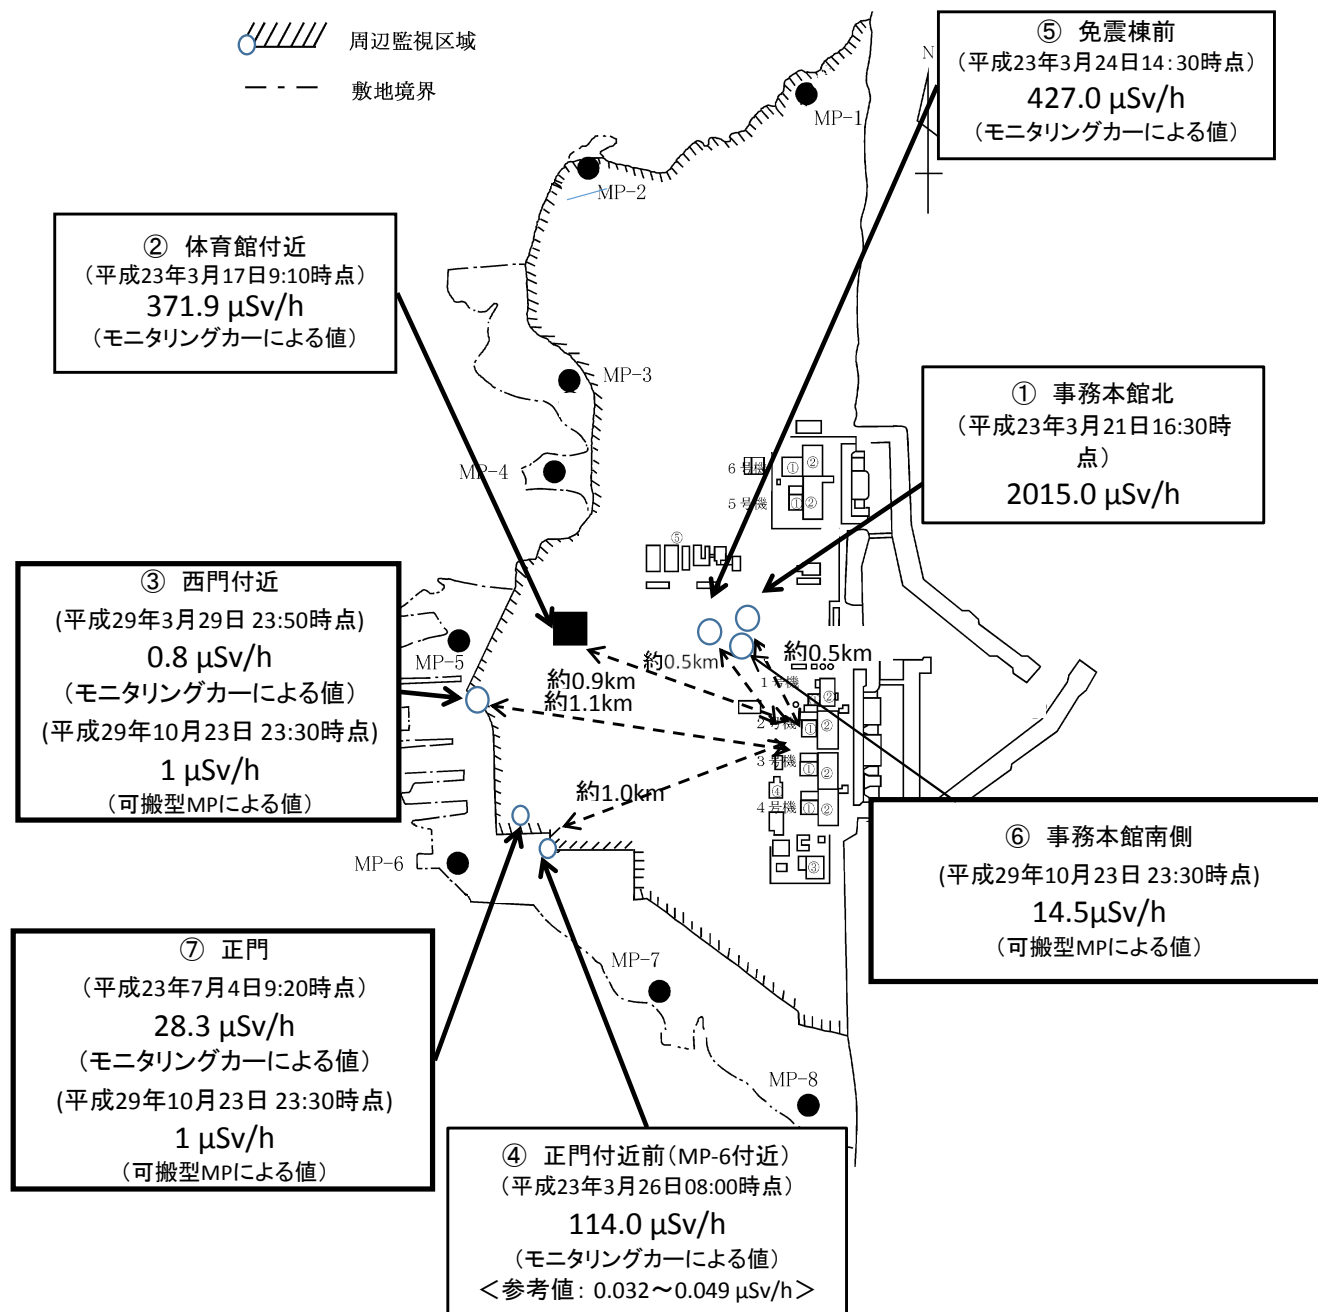 周辺監視区域
敷地境界
⑤ 免震棟前
（平成23年3月24日14：30時点）
427.0 μSv/h
（モニタリングカーによる値）
N
MP-1
MP-2
② 体育館付近
（平成23年3月17日9:10時点）
371.9 μSv/h
（モニタリングカーによる値）
MP-3
① 事務本館北
（平成23年3月21日16:30時
点）
2015.0 μSv/h
MP-4
６号機
① ②
５号機
① ②
⑤
③ 西門付近
(平成29年3月29日 23:50時点)
0.8 μSv/h
（モニタリングカーによる値）
(平成29年10月23日 23:30時点)
1 μSv/h
（可搬型MPによる値）
MP-5
約0.5km
約0.5km
約0.9km
約1.1km
１号機
②
２号機
① ②
３号機
① ②
④
４号機
① ②
③
約1.0km
MP-6
⑥ 事務本館南側
(平成29年10月23日 23:30時点)
14.5μSv/h
（可搬型MPによる値）
⑦ 正門
（平成23年7月4日9:20時点）
28.3 μSv/h
（モニタリングカーによる値）
(平成29年10月23日 23:30時点)
1 μSv/h
（可搬型MPによる値）
MP-7
MP-8
④ 正門付近前（MP-6付近）
（平成23年3月26日08:00時点）
114.0 μSv/h
（モニタリングカーによる値）
＜参考値： 0.032～0.049 μSv/h＞